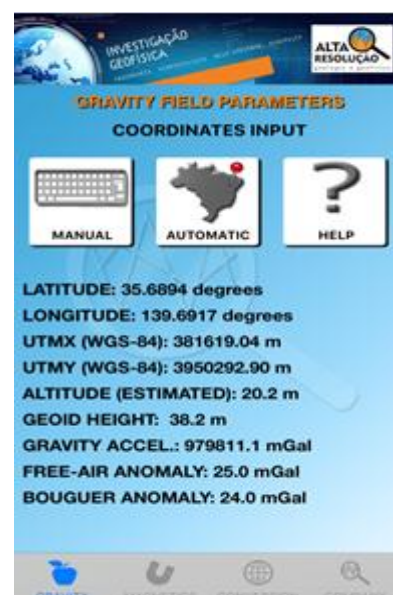 INVESTIGAÇÃO
GEOFÍSICA
ALTA
RESOLUÇÃO
GRAVITY FIELD PARAMETERS
COORDINATES INPUT
MANUAL AUTOMATIC HELP
LATITUDE: 35.6894 degrees
LONGITUDE: 139.6917 degrees
UTMX (WGS-84): 381619.04 m
UTMY (WGS-84): 3950292.90 m
ALTITUDE (ESTIMATED): 20.2 m
GEOID HEIGHT: 38.2 m
GRAVITY ACCEL.: 979811.1 mGal
FREE-AIR ANOMALY: 25.0 mGal
BOUGUER ANOMALY: 24.0 mGal
GRAVITY